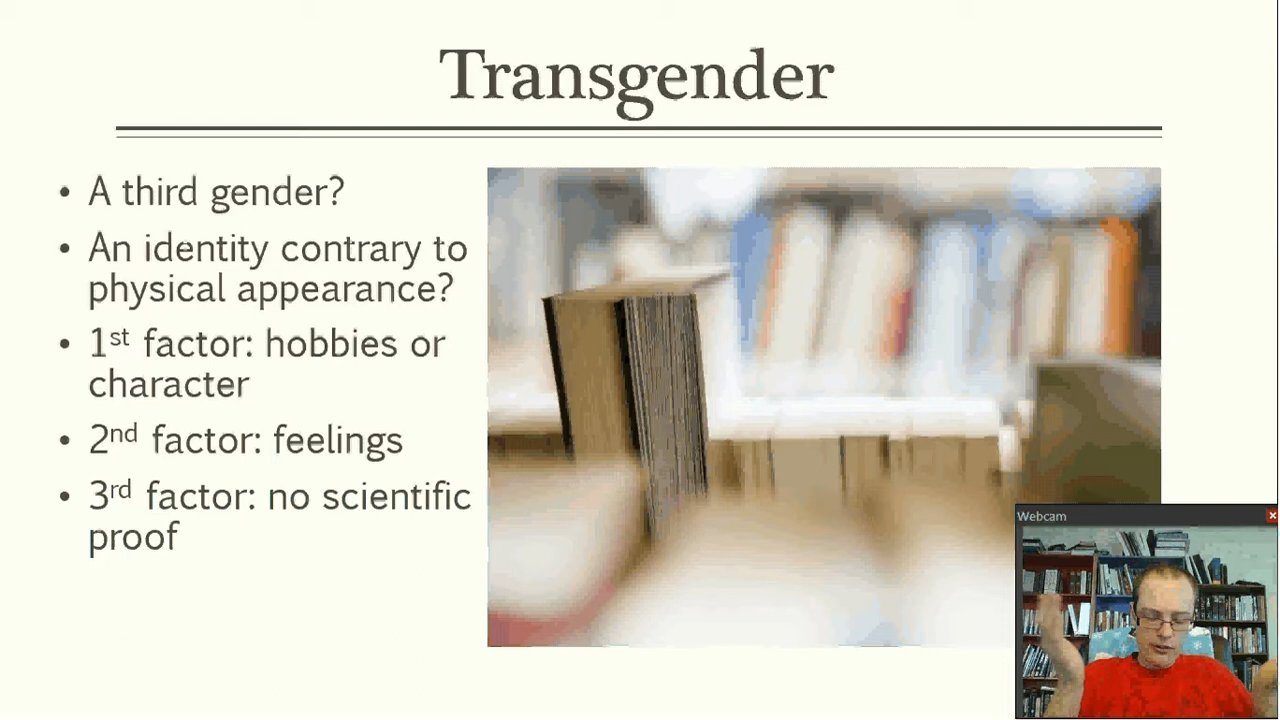 Transgender
• A third gender?
• An identity contrary to
physical appearance?
• 1st factor: hobbies or
character
• 2nd factor: feelings
• 3rd factor: no scientific
proof
Webcam